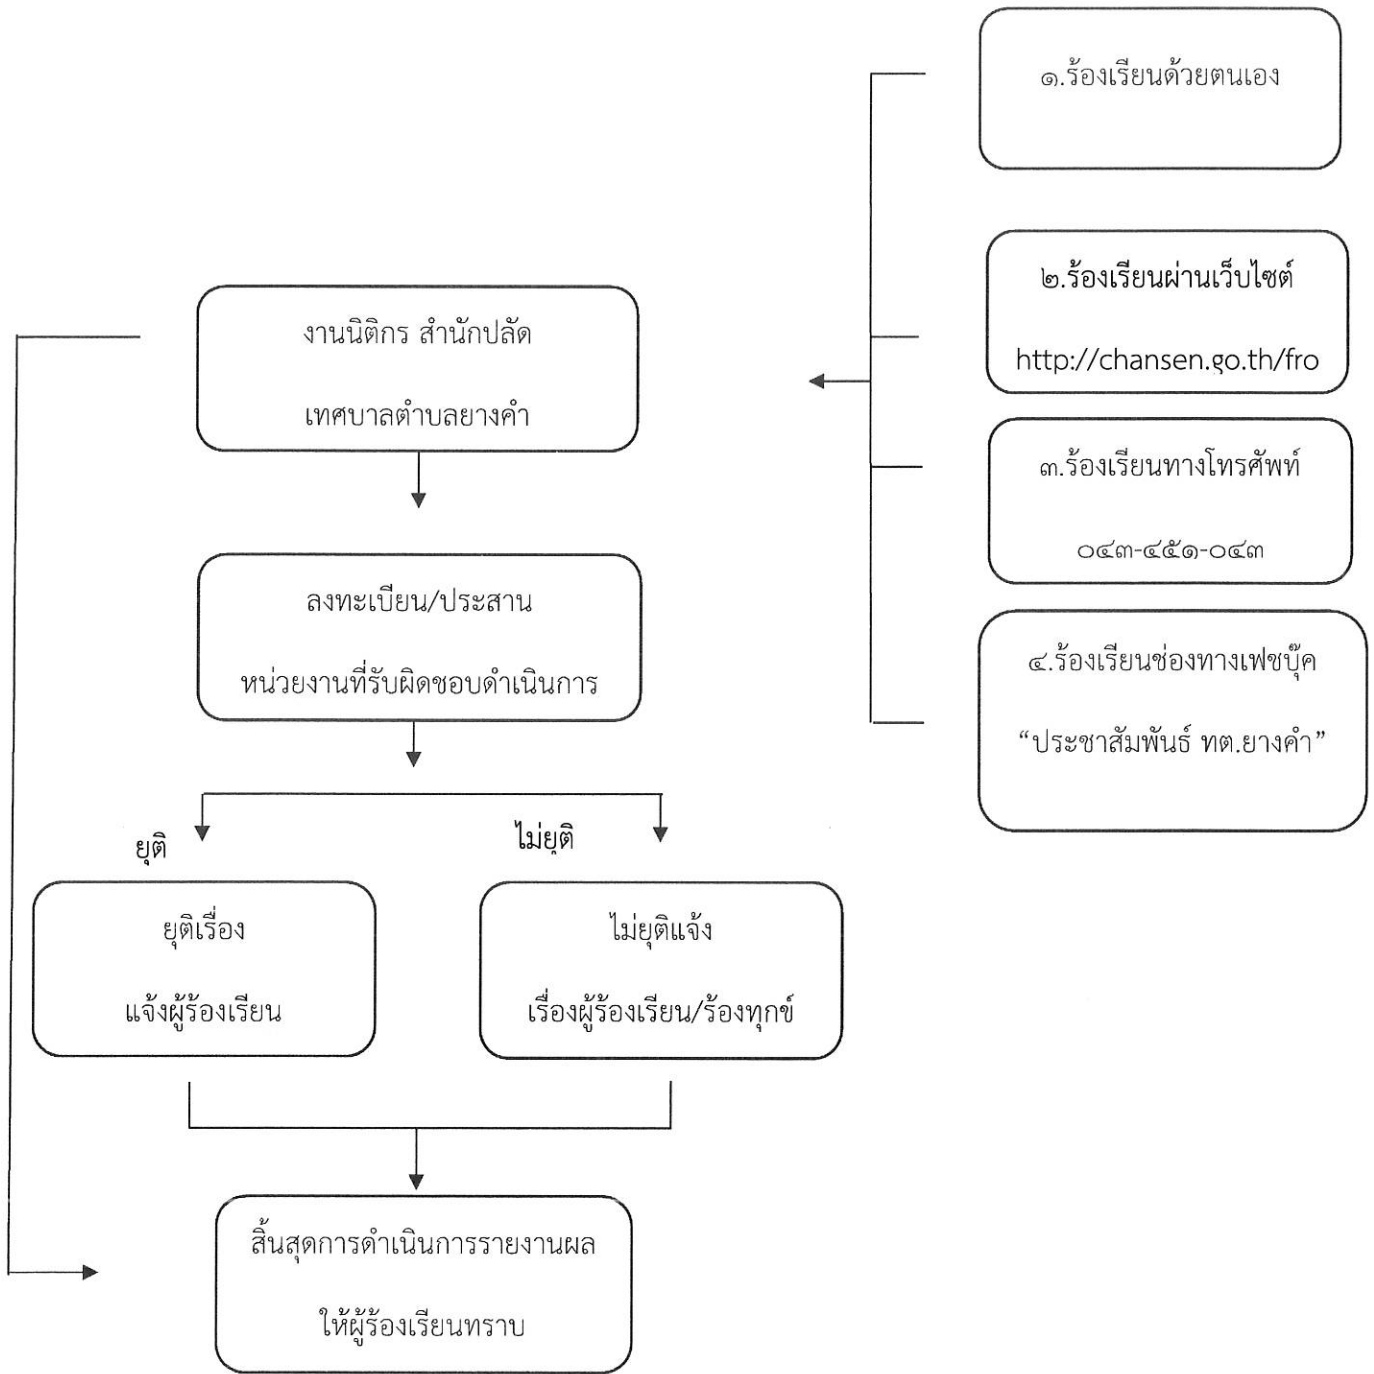 ๑.ร้องเรียนด้วยตนเอง
๒.ร้องเรียนผ่านเว็บไซต์
http://chansen.go.th/fro
๓.ร้องเรียนทางโทรศัพท์
๐๔๓-๔๕๑-๐๔๓
๔.ร้องเรียนช่องทางเฟซบุ๊ค
“ประชาสัมพันธ์ ทต.ยางคำ”
งานนิติกร สำนักปลัด
เทศบาลตำบลยางคำ
ลงทะเบียน/ประสาน
หน่วยงานที่รับผิดชอบดำเนินการ
ยุติ
ไม่ยุติ
ยุติเรื่อง
แจ้งผู้ร้องเรียน
ไม่ยุติแจ้ง
เรื่องผู้ร้องเรียน/ร้องทุกข์
สิ้นสุดการดำเนินการรายงานผล
ให้ผู้ร้องเรียนทราบ